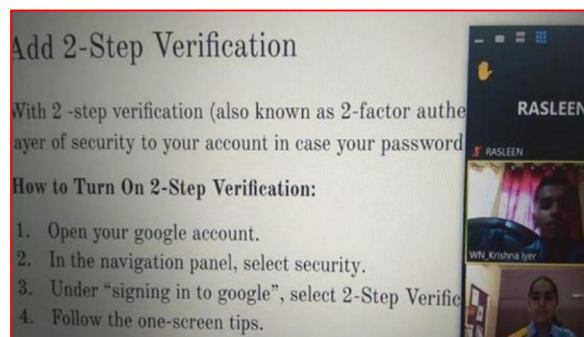 Add 2-Step Verification
With 2 -step verification (also known as 2-factor authe
ayer of security to your account in case your password
How to Turn On 2-Step Verification:
1. Open your google account.
2. In the navigation panel, select security.
3. Under “signing in to google”, select 2-Step Verific
4. Follow the one-screen tips.
RASLEEN
RASLEEN
WN_Krishna Iyer